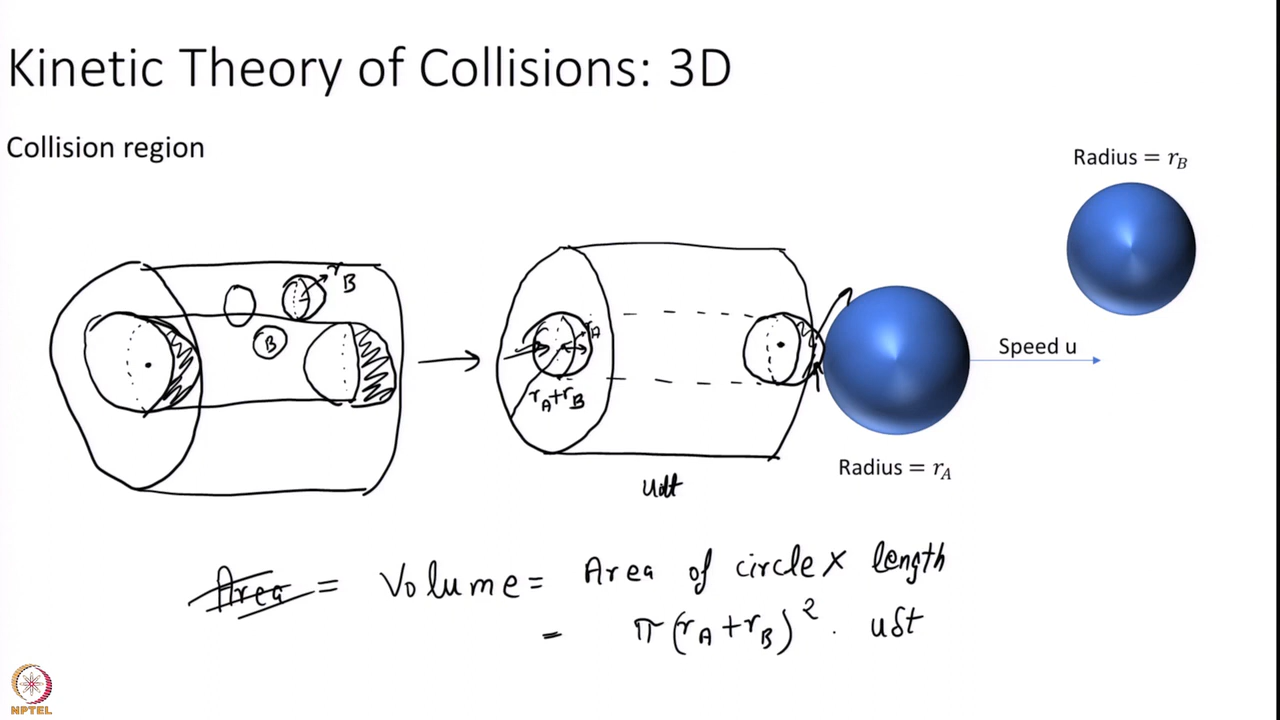 Kinetic Theory of Collisions: 3D
Collision region
Radius = r_B
r_B
B
r_A
r_A+r_B
Speed u
Radius = r_A
uδt
Area = Volume = Area of circle × length
= π(r_A+r_B)². uδt
NPTEL